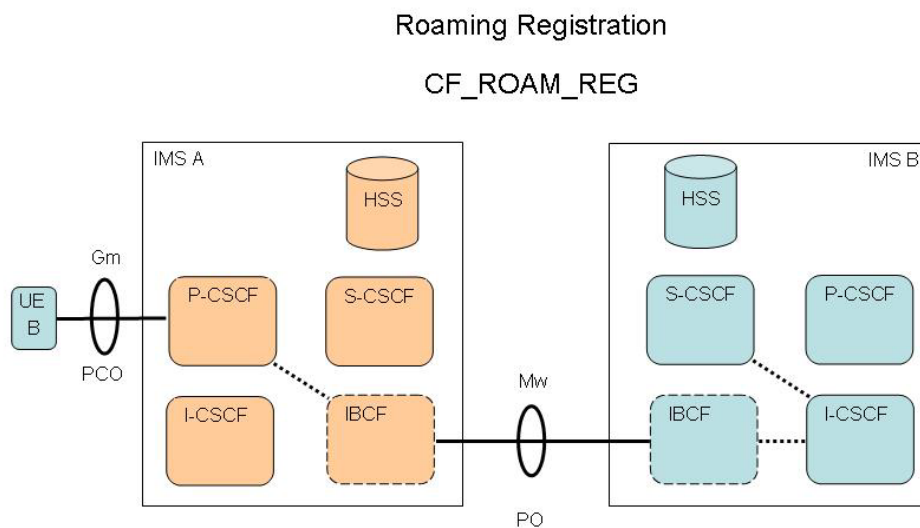 Roaming Registration
CF_ROAM_REG
IMS A
IMS B
HSS
HSS
Gm
P-CSCF
S-CSCF
S-CSCF
P-CSCF
UE
B
PCO
Mw
I-CSCF
IBCF
IBCF
I-CSCF
PO